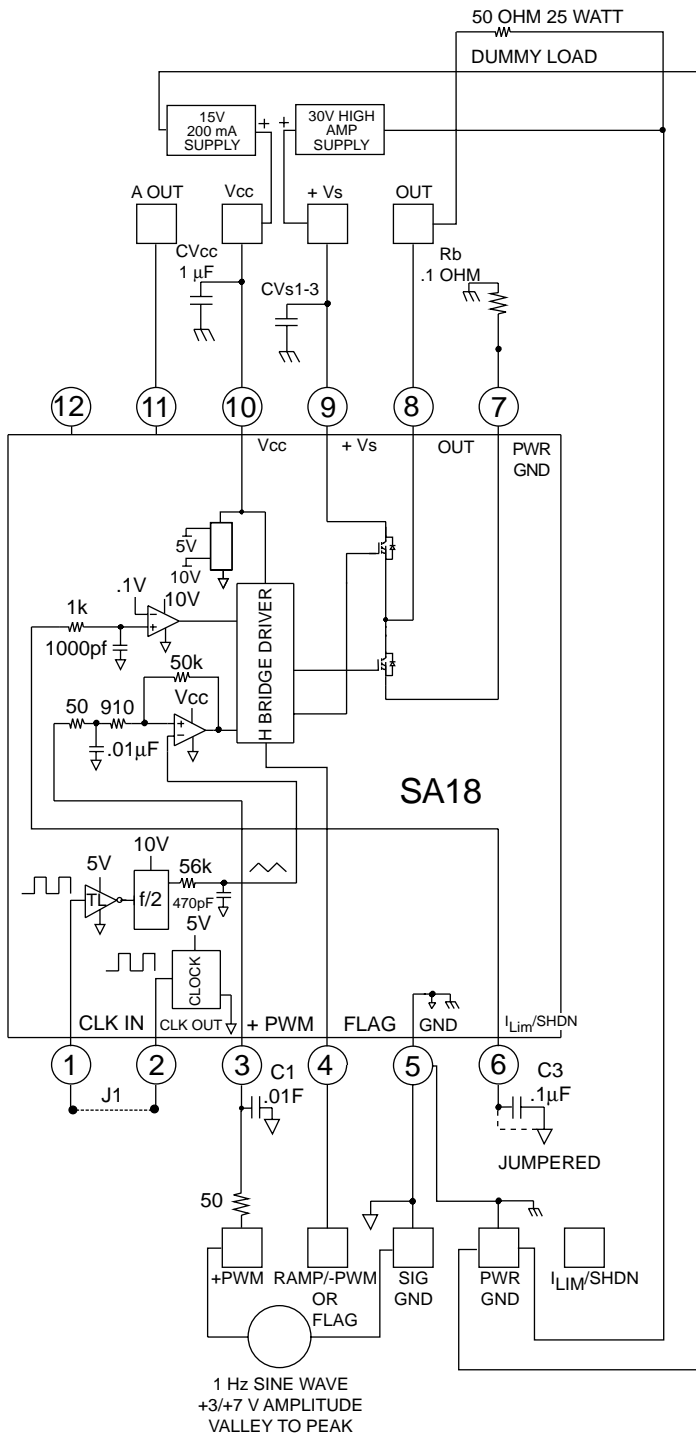 50 OHM 25 WATT
DUMMY LOAD
15V
200 mA
SUPPLY
+
+
30V HIGH
AMP
SUPPLY
A OUT
Vcc
+ Vs
OUT
CVcc
1 µF
CVs1-3
Rb
.1 OHM
12
11
10
9
8
7
Vcc
+ Vs
OUT
PWR
GND
5V
10V
.1V
10V
1k
1000pf
H BRIDGE DRIVER
50k
Vcc
50
910
.01µF
SA18
10V
5V
56k
TL
f/2
470pF
5V
CLOCK
CLK IN
CLK OUT
+ PWM
FLAG
GND
ILim/SHDN
1
2
3
4
5
6
J1
C1
.01F
C3
.1µF
JUMPERED
50
+PWM
RAMP/-PWM
OR
FLAG
SIG
GND
PWR
GND
ILIM/SHDN
1 Hz SINE WAVE
+3/+7 V AMPLITUDE
VALLEY TO PEAK